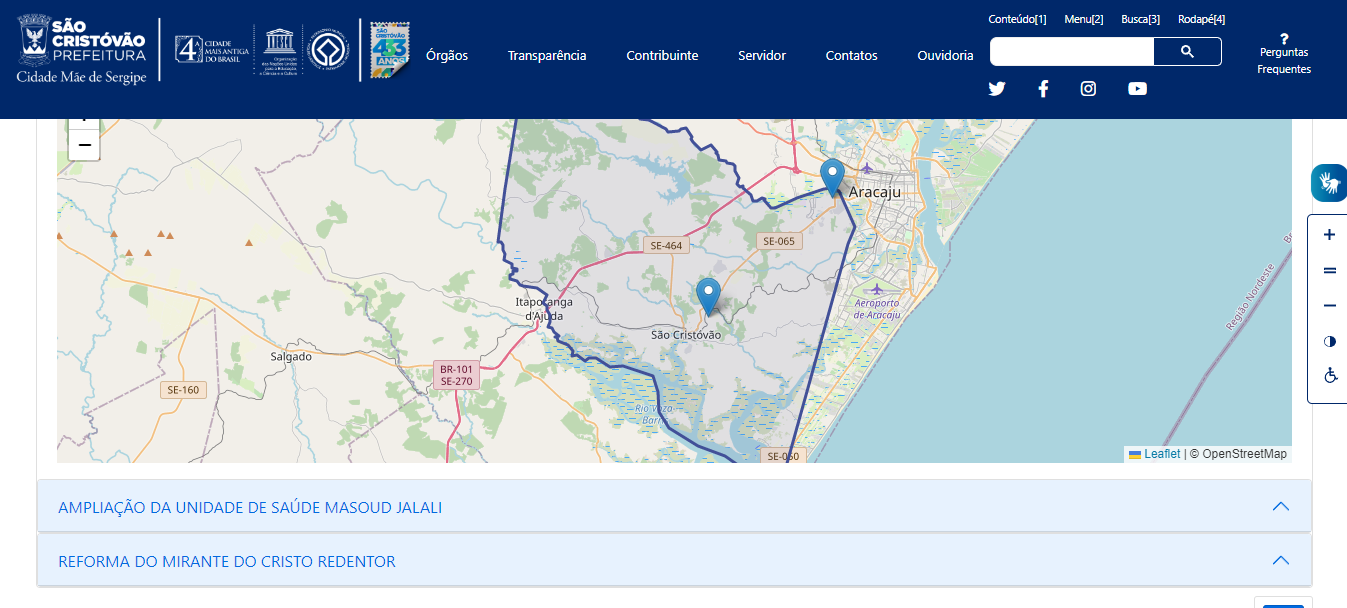 SÃO
CRISTÓVÃO
PREFEITURA
Cidade Mãe de Sergipe
4ª CIDADE
MAIS ANTIGA
DO BRASIL
SÃO
CRISTÓVÃO
433
ANOS
Órgãos
Transparência
Contribuinte
Servidor
Contatos
Ouvidoria
Conteúdo[1] Menu[2] Busca[3] Rodapé[4]
?
Perguntas
Frequentes
−
Aracaju
SE-464
SE-065
Itaporanga
d'Ajuda
Aeroporto
de Aracaju
São Cristóvão
Salgado
BR-101
SE-270
SE-160
Rio Vaza
Barris
SE-050
Região Nordeste
Leaflet | © OpenStreetMap
+
=
−
AMPLIAÇÃO DA UNIDADE DE SAÚDE MASOUD JALALI
REFORMA DO MIRANTE DO CRISTO REDENTOR